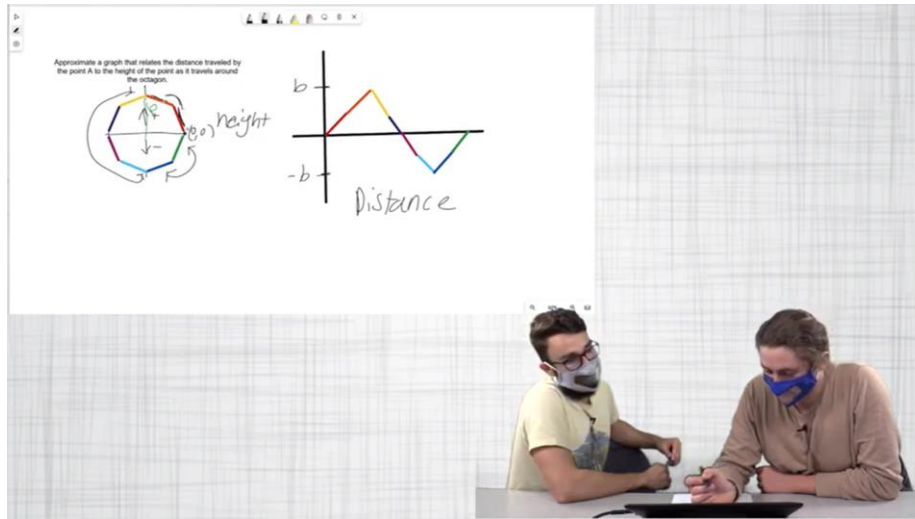 Approximate a graph that relates the distance traveled by
the point A to the height of the point as it travels around
the octagon.
height
b
-b
Distance